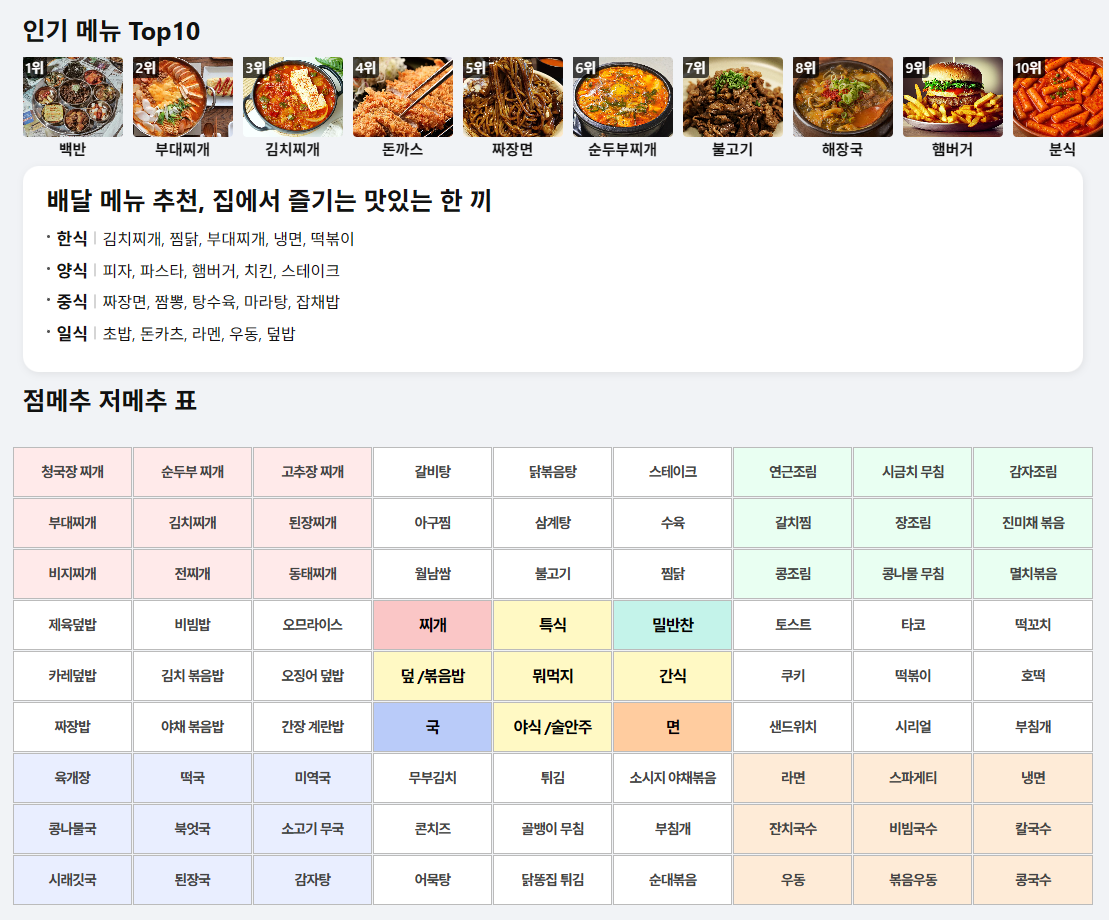 인기 메뉴 Top10
1위 2위 3위 4위 5위 6위 7위 8위 9위 10위
백반 부대찌개 김치찌개 돈까스 짜장면 순두부찌개 불고기 해장국 햄버거 분식
배달 메뉴 추천, 집에서 즐기는 맛있는 한 끼
· 한식 | 김치찌개, 찜닭, 부대찌개, 냉면, 떡볶이
· 양식 | 피자, 파스타, 햄버거, 치킨, 스테이크
· 중식 | 짜장면, 짬뽕, 탕수육, 마라탕, 잡채밥
· 일식 | 초밥, 돈카츠, 라멘, 우동, 덮밥
점메추 저메추 표
청국장 찌개 순두부 찌개 고추장 찌개 갈비탕 닭볶음탕 스테이크 연근조림 시금치 무침 감자조림
부대찌개 김치찌개 된장찌개 아구찜 삼계탕 수육 갈치찜 장조림 진미채 볶음
비지찌개 전찌개 동태찌개 월남쌈 불고기 찜닭 콩조림 콩나물 무침 멸치볶음
제육덮밥 비빔밥 오므라이스 찌개 특식 밑반찬 토스트 타코 떡꼬치
카레덮밥 김치 볶음밥 오징어 덮밥 덮 /볶음밥 뭐먹지 간식 쿠키 떡볶이 호떡
짜장밥 야채 볶음밥 간장 계란밥 국 야식 /술안주 면 샌드위치 시리얼 부침개
육개장 떡국 미역국 무부김치 튀김 소시지 야채볶음 라면 스파게티 냉면
콩나물국 북엇국 소고기 무국 콘치즈 골뱅이 무침 부침개 잔치국수 비빔국수 칼국수
시래깃국 된장국 감자탕 어묵탕 닭똥집 튀김 순대볶음 우동 볶음우동 콩국수